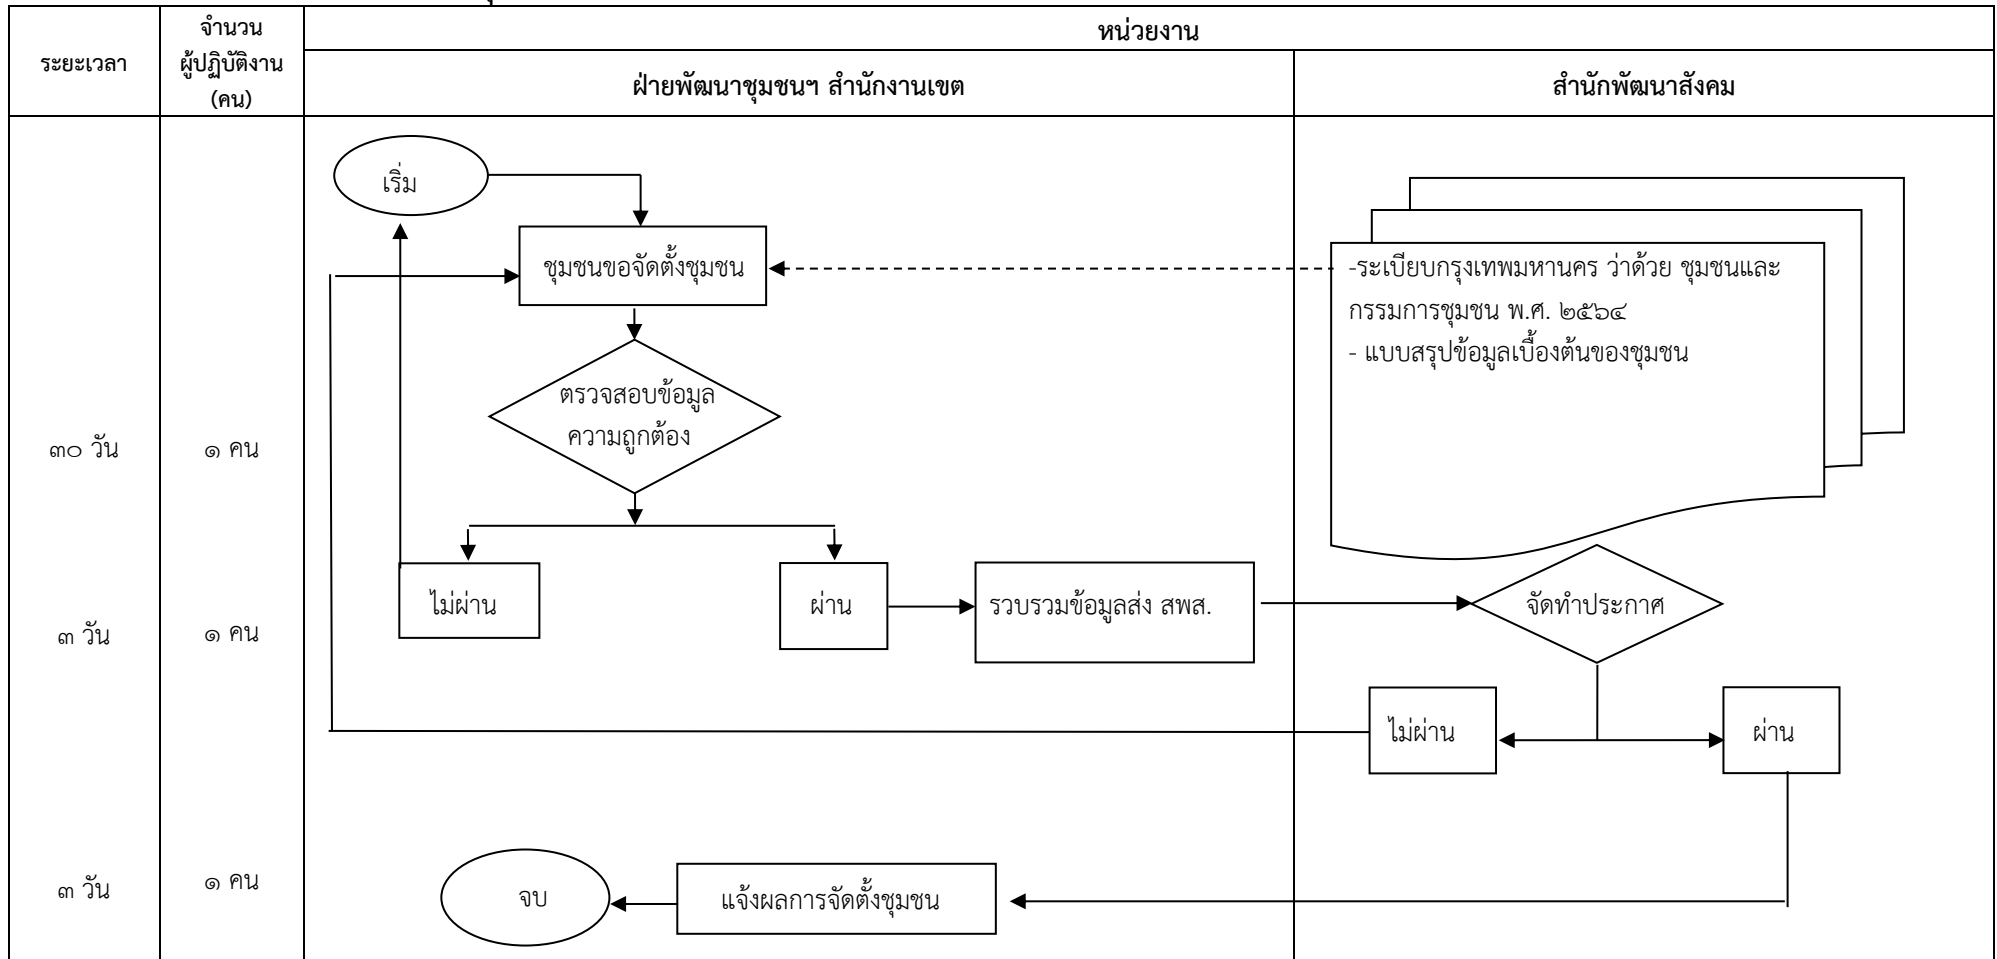 ระยะเวลา
จำนวน
ผู้ปฏิบัติงาน
(คน)
หน่วยงาน
ฝ่ายพัฒนาชุมชนฯ สำนักงานเขต
สำนักพัฒนาสังคม
เริ่ม
ชุมชนขอจัดตั้งชุมชน
-ระเบียบกรุงเทพมหานคร ว่าด้วย ชุมชนและ
กรรมการชุมชน พ.ศ. ๒๕๖๔
- แบบสรุปข้อมูลเบื้องต้นของชุมชน
ตรวจสอบข้อมูล
ความถูกต้อง
๓๐ วัน
๑ คน
ไม่ผ่าน
ผ่าน
รวบรวมข้อมูลส่ง สพส.
จัดทำประกาศ
๓ วัน
๑ คน
ไม่ผ่าน
ผ่าน
๓ วัน
๑ คน
จบ
แจ้งผลการจัดตั้งชุมชน